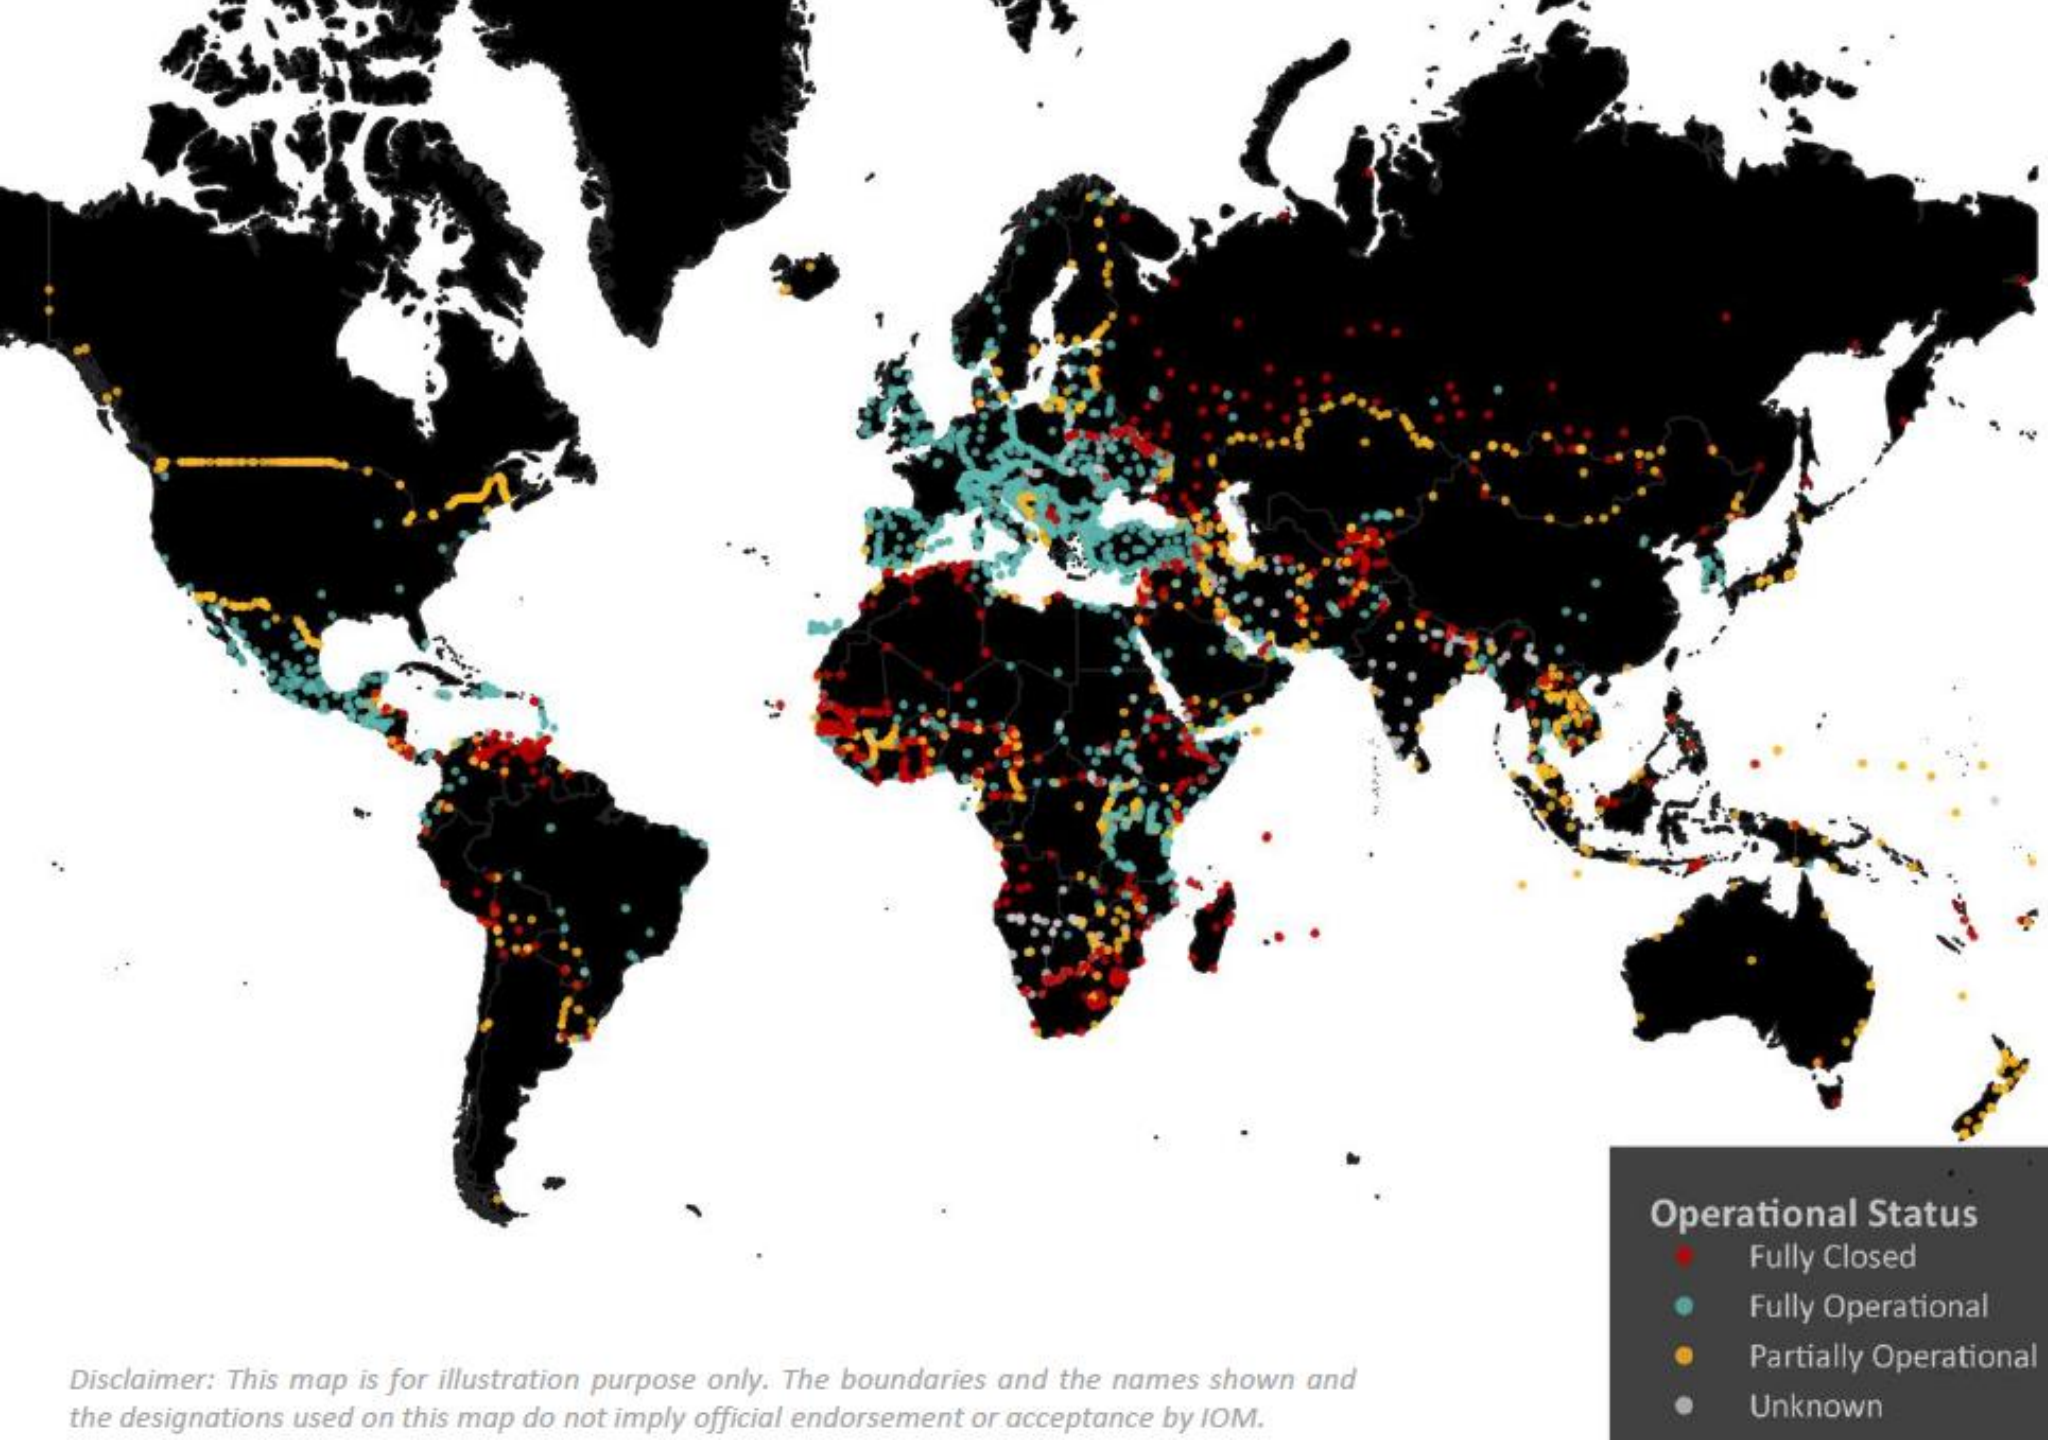 Operational Status
Fully Closed
Fully Operational
Partially Operational
Unknown
Disclaimer: This map is for illustration purpose only. The boundaries and the names shown and
the designations used on this map do not imply official endorsement or acceptance by IOM.